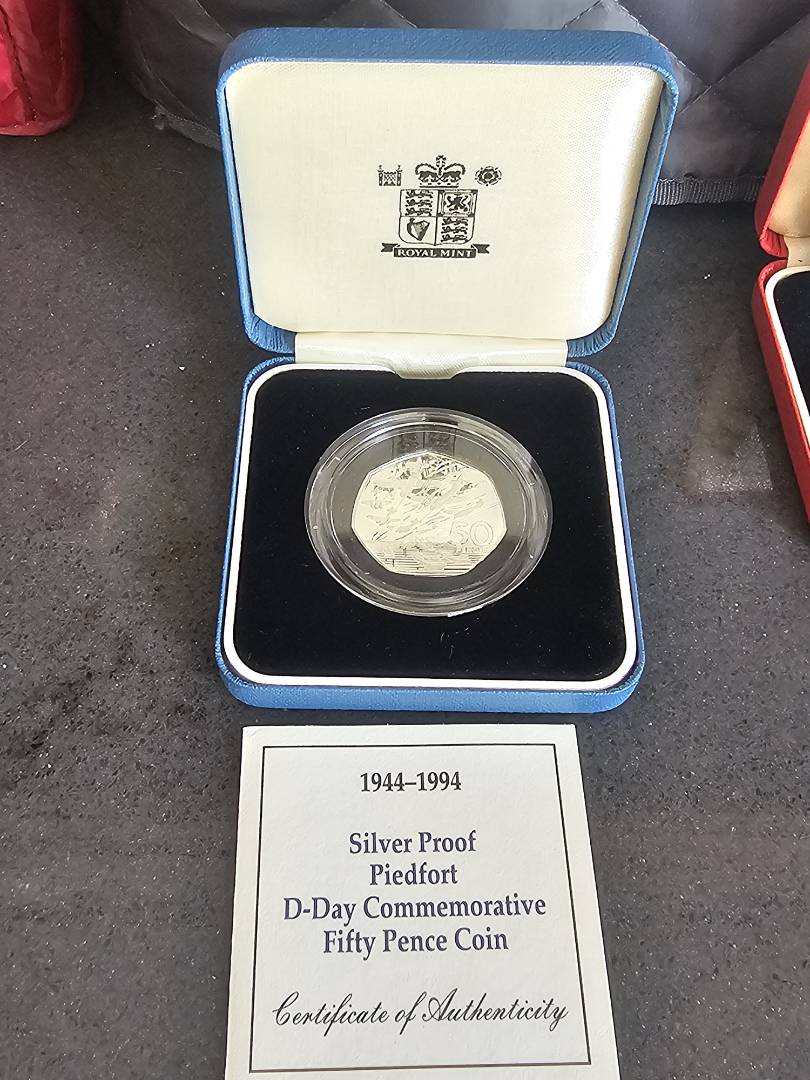 ROYAL MINT
50
1944–1994
Silver Proof
Piedfort
D-Day Commemorative
Fifty Pence Coin
Certificate of Authenticity